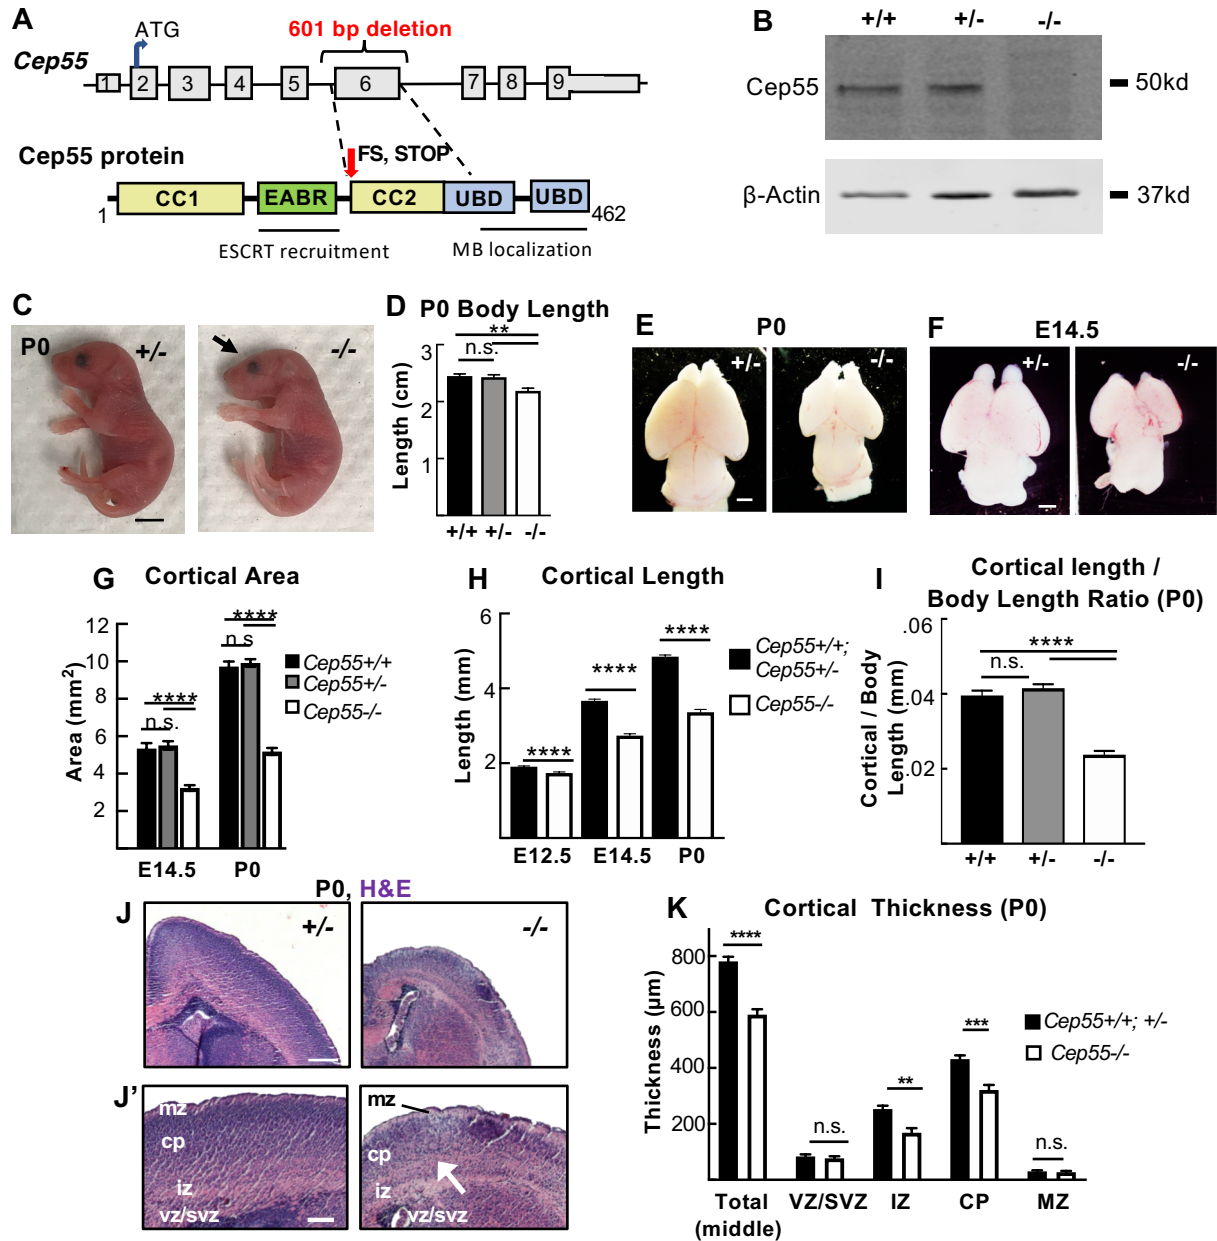 A
ATG
601 bp deletion
Cep55
1 2 3 4 5 6 7 8 9
Cep55 protein
FS, STOP
CC1 EABR CC2 UBD UBD
1 462
ESCRT recruitment MB localization
B
+/+ +/- -/-
Cep55 50kd
β-Actin 37kd
C
P0 +/- -/-
D P0 Body Length
**
n.s.
3
2
1
Length (cm)
+/+ +/- -/-
E P0
+/- -/-
F E14.5
+/- -/-
G Cortical Area
12
10
8
6
4
2
Area (mm²)
**** n.s. **** n.s
E14.5 P0
Cep55+/+
Cep55+/-
Cep55-/-
H Cortical Length
6
4
2
Length (mm)
**** **** ****
E12.5 E14.5 P0
Cep55+/+;
Cep55+/-
Cep55-/-
I Cortical length /
Body Length Ratio (P0)
.06
.04
.02
Cortical / Body
Length (mm)
****
n.s.
+/+ +/- -/-
P0, H&E
J +/- -/-
J’
mz
cp
iz
vz/svz
mz
cp
iz
vz/svz
K Cortical Thickness (P0)
800
600
400
200
Thickness (µm)
**** n.s. ** *** n.s.
Cep55+/+; +/-
Cep55-/-
Total VZ/SVZ IZ CP MZ
(middle)